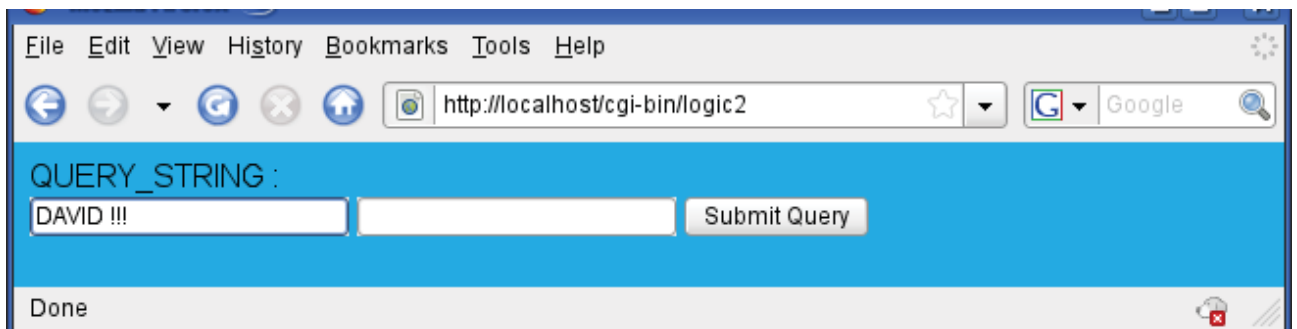 File Edit View History Bookmarks Tools Help
http://localhost/cgi-bin/logic2 G Google
QUERY_STRING :
DAVID !!! Submit Query
Done